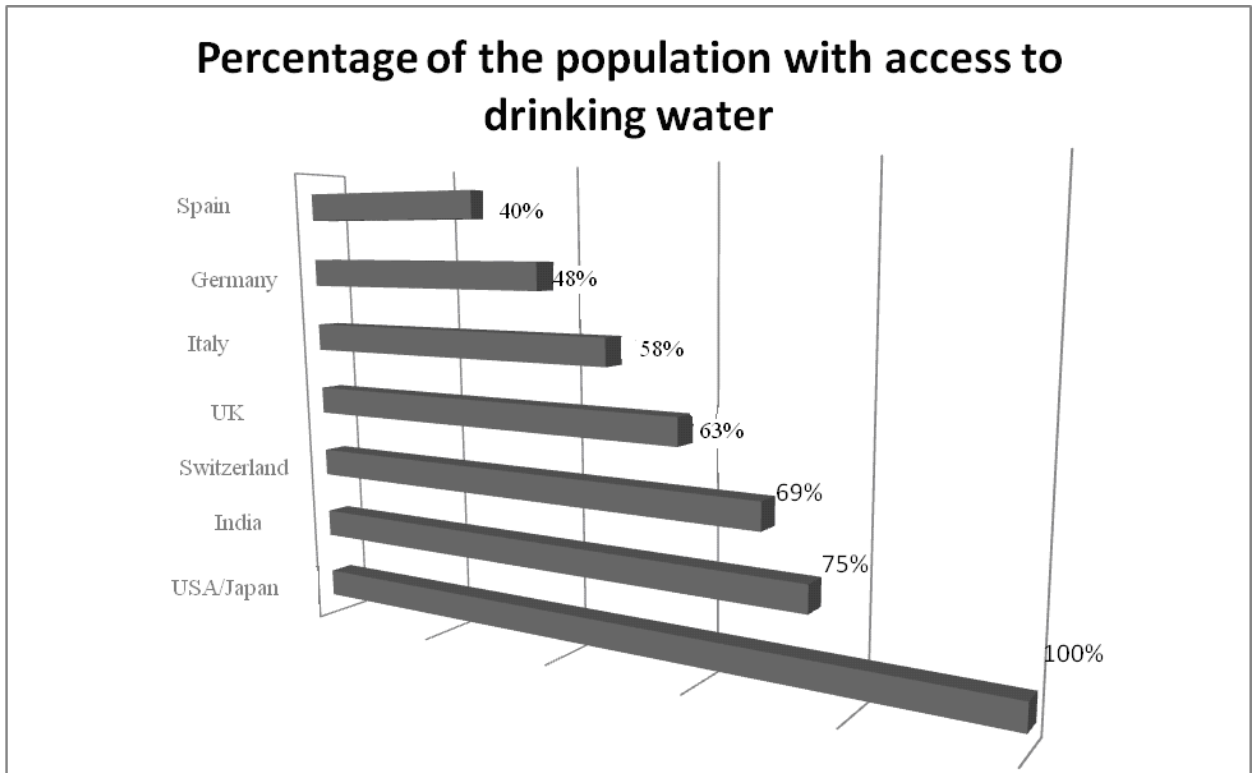 Percentage of the population with access to
drinking water
Spain
40%
Germany
48%
Italy
58%
UK
63%
Switzerland
69%
India
75%
USA/Japan
100%